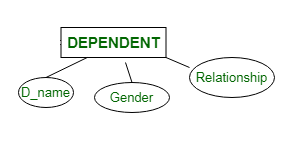 DEPENDENT
D_name
Gender
Relationship